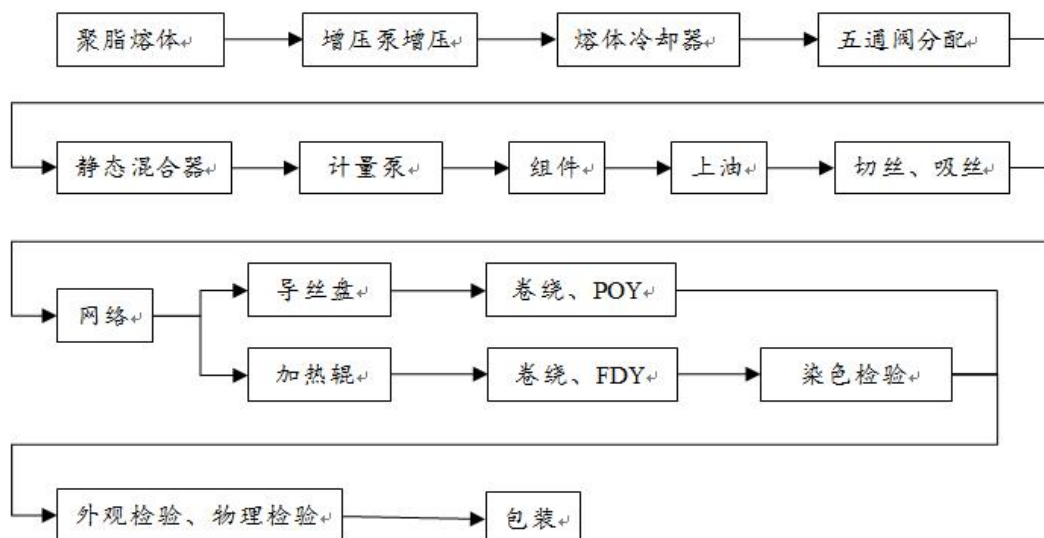 聚脂熔体
增压泵增压
熔体冷却器
五通阀分配
静态混合器
计量泵
组件
上油
切丝、吸丝
网络
导丝盘
卷绕、POY
加热辊
卷绕、FDY
染色检验
外观检验、物理检验
包装